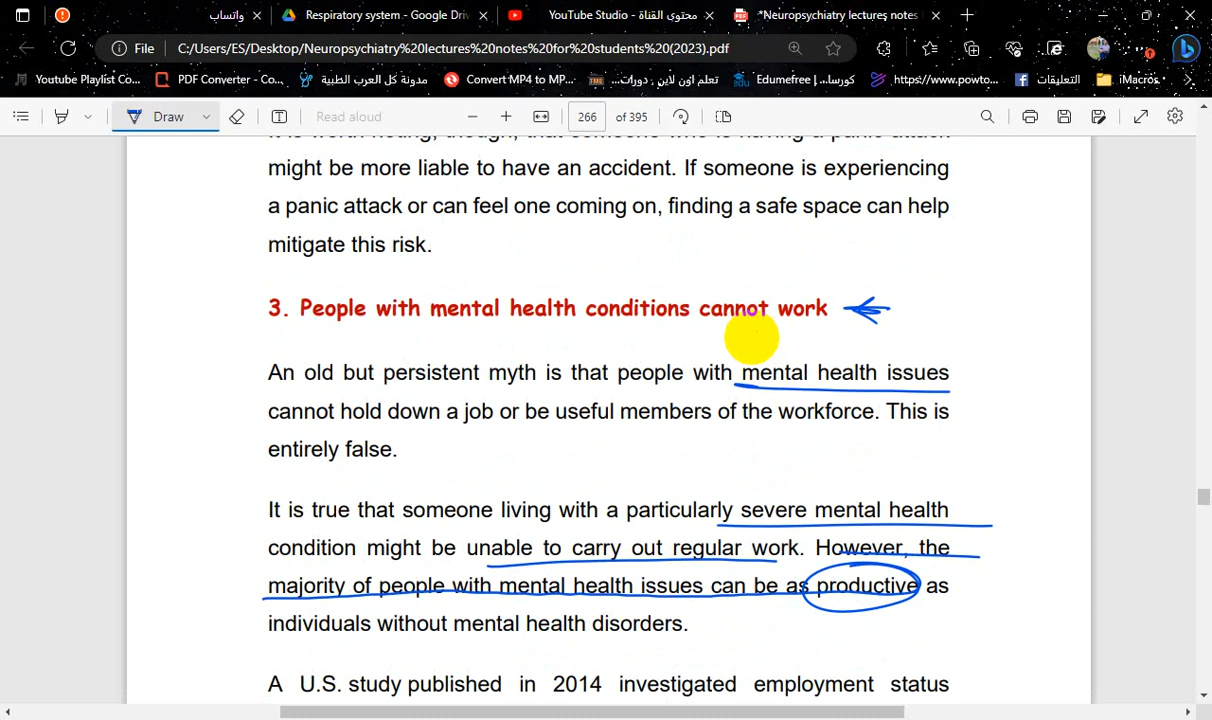 واتساب
Respiratory system - Google Driv
محتوى القناة - YouTube Studio
*Neuropsychiatry lectures notes
File
C:/Users/ES/Desktop/Neuropsychiatry%20lectures%20notes%20for%20students%20(2023).pdf
Youtube Playlist Co...
PDF Converter - Co...
مدونة كل العرب الطبية
Convert MP4 to MP...
تعلم اون لاين , دورات...
كورسا... | Edumefree
https://www.powto...
التعليقات
iMacros
Draw
Read aloud
266 of 395
might be more liable to have an accident. If someone is experiencing
a panic attack or can feel one coming on, finding a safe space can help
mitigate this risk.
3. People with mental health conditions cannot work
An old but persistent myth is that people with mental health issues
cannot hold down a job or be useful members of the workforce. This is
entirely false.
It is true that someone living with a particularly severe mental health
condition might be unable to carry out regular work. However, the
majority of people with mental health issues can be as productive as
individuals without mental health disorders.
A U.S. study published in 2014 investigated employment status